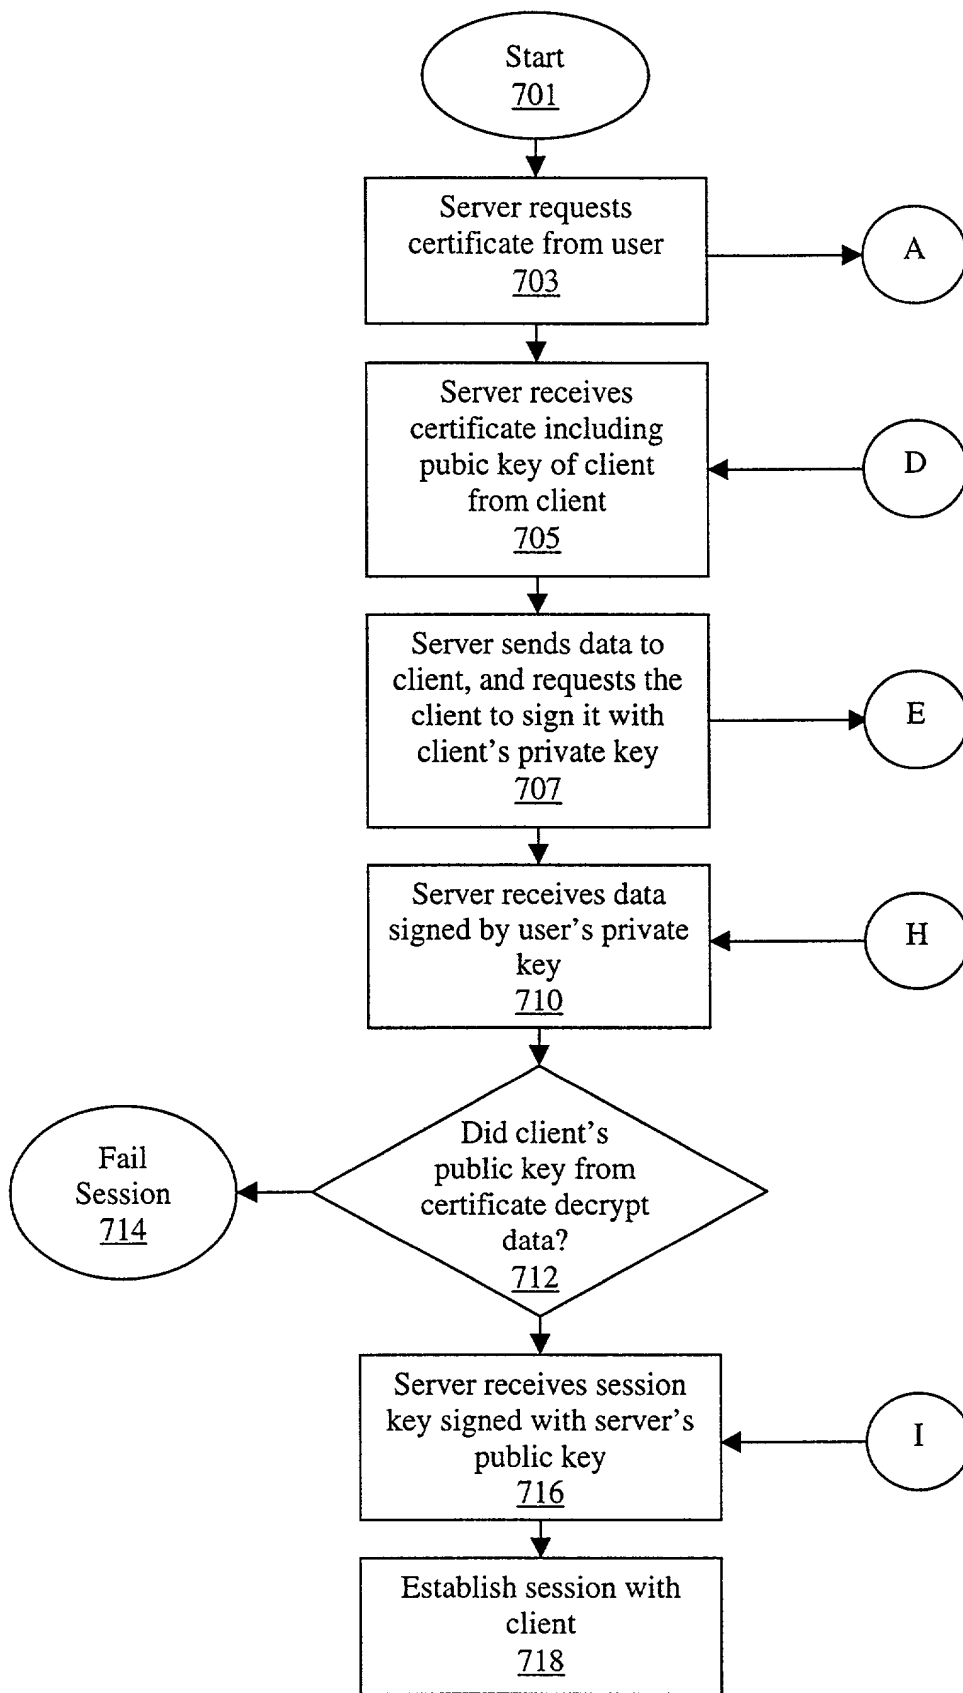 Start
701
Server requests
certificate from user
703
A
Server receives
certificate including
pubic key of client
from client
705
D
Server sends data to
client, and requests the
client to sign it with
client's private key
707
E
Server receives data
signed by user's private
key
710
H
Did client's
public key from
certificate decrypt
data?
712
Fail
Session
714
Server receives session
key signed with server's
public key
716
I
Establish session with
client
718